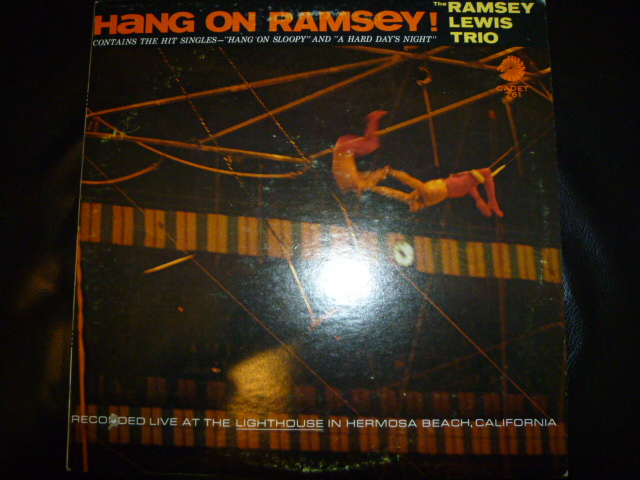 HANG ON RAMSEY!
The RAMSEY
LEWIS
TRIO
CONTAINS THE HIT SINGLES—"HANG ON SLOOPY" AND "A HARD DAY'S NIGHT"
CADET
761
RECORDED LIVE AT THE LIGHTHOUSE IN HERMOSA BEACH, CALIFORNIA